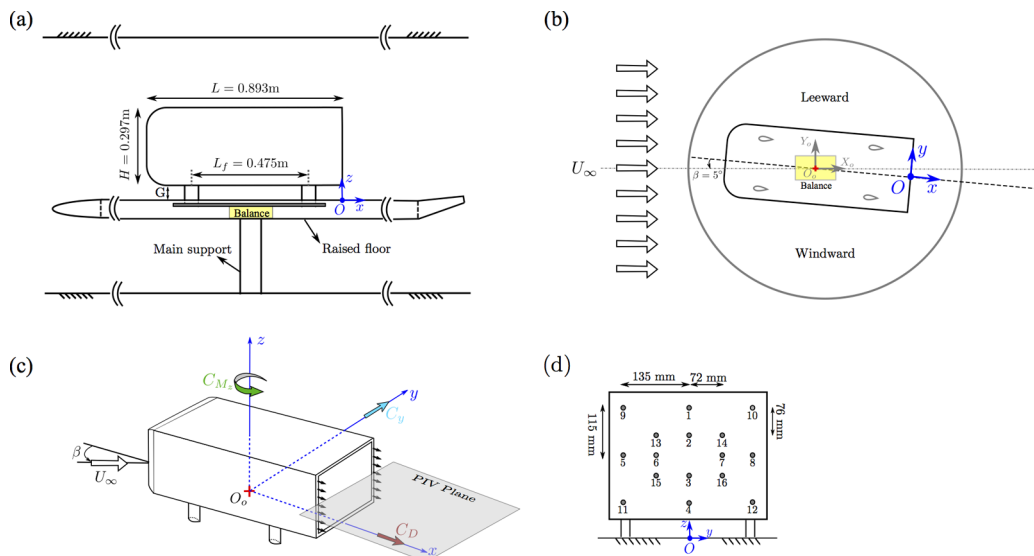 (a)
L = 0.893m
H = 0.297m
L_f = 0.475m
G
z
Balance
O
x
Main support
Raised floor
(b)
Leeward
U_∞
β = 5°
Y_o
X_o
O_o
Balance
y
O
x
Windward
(c)
z
C_{M_z}
y
C_y
β
U_∞
O_o
PIV Plane
C_D
x
(d)
135 mm
72 mm
9
1
10
76 mm
115 mm
13
2
14
5
6
7
8
15
3
16
11
4
12
z
y
O